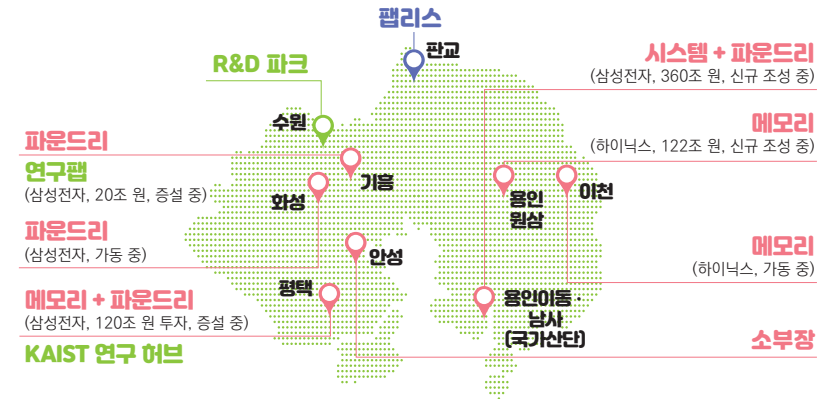 팹리스
판교
R&D 파크
수원
파운드리
연구팹
(삼성전자, 20조 원, 증설 중)
기흥
화성
파운드리
(삼성전자, 가동 중)
안성
평택
메모리 + 파운드리
(삼성전자, 120조 원 투자, 증설 중)
KAIST 연구 허브
시스템 + 파운드리
(삼성전자, 360조 원, 신규 조성 중)
메모리
(하이닉스, 122조 원, 신규 조성 중)
용인
원삼
이천
메모리
(하이닉스, 가동 중)
용인이동 ·
남사
(국가산단)
소부장